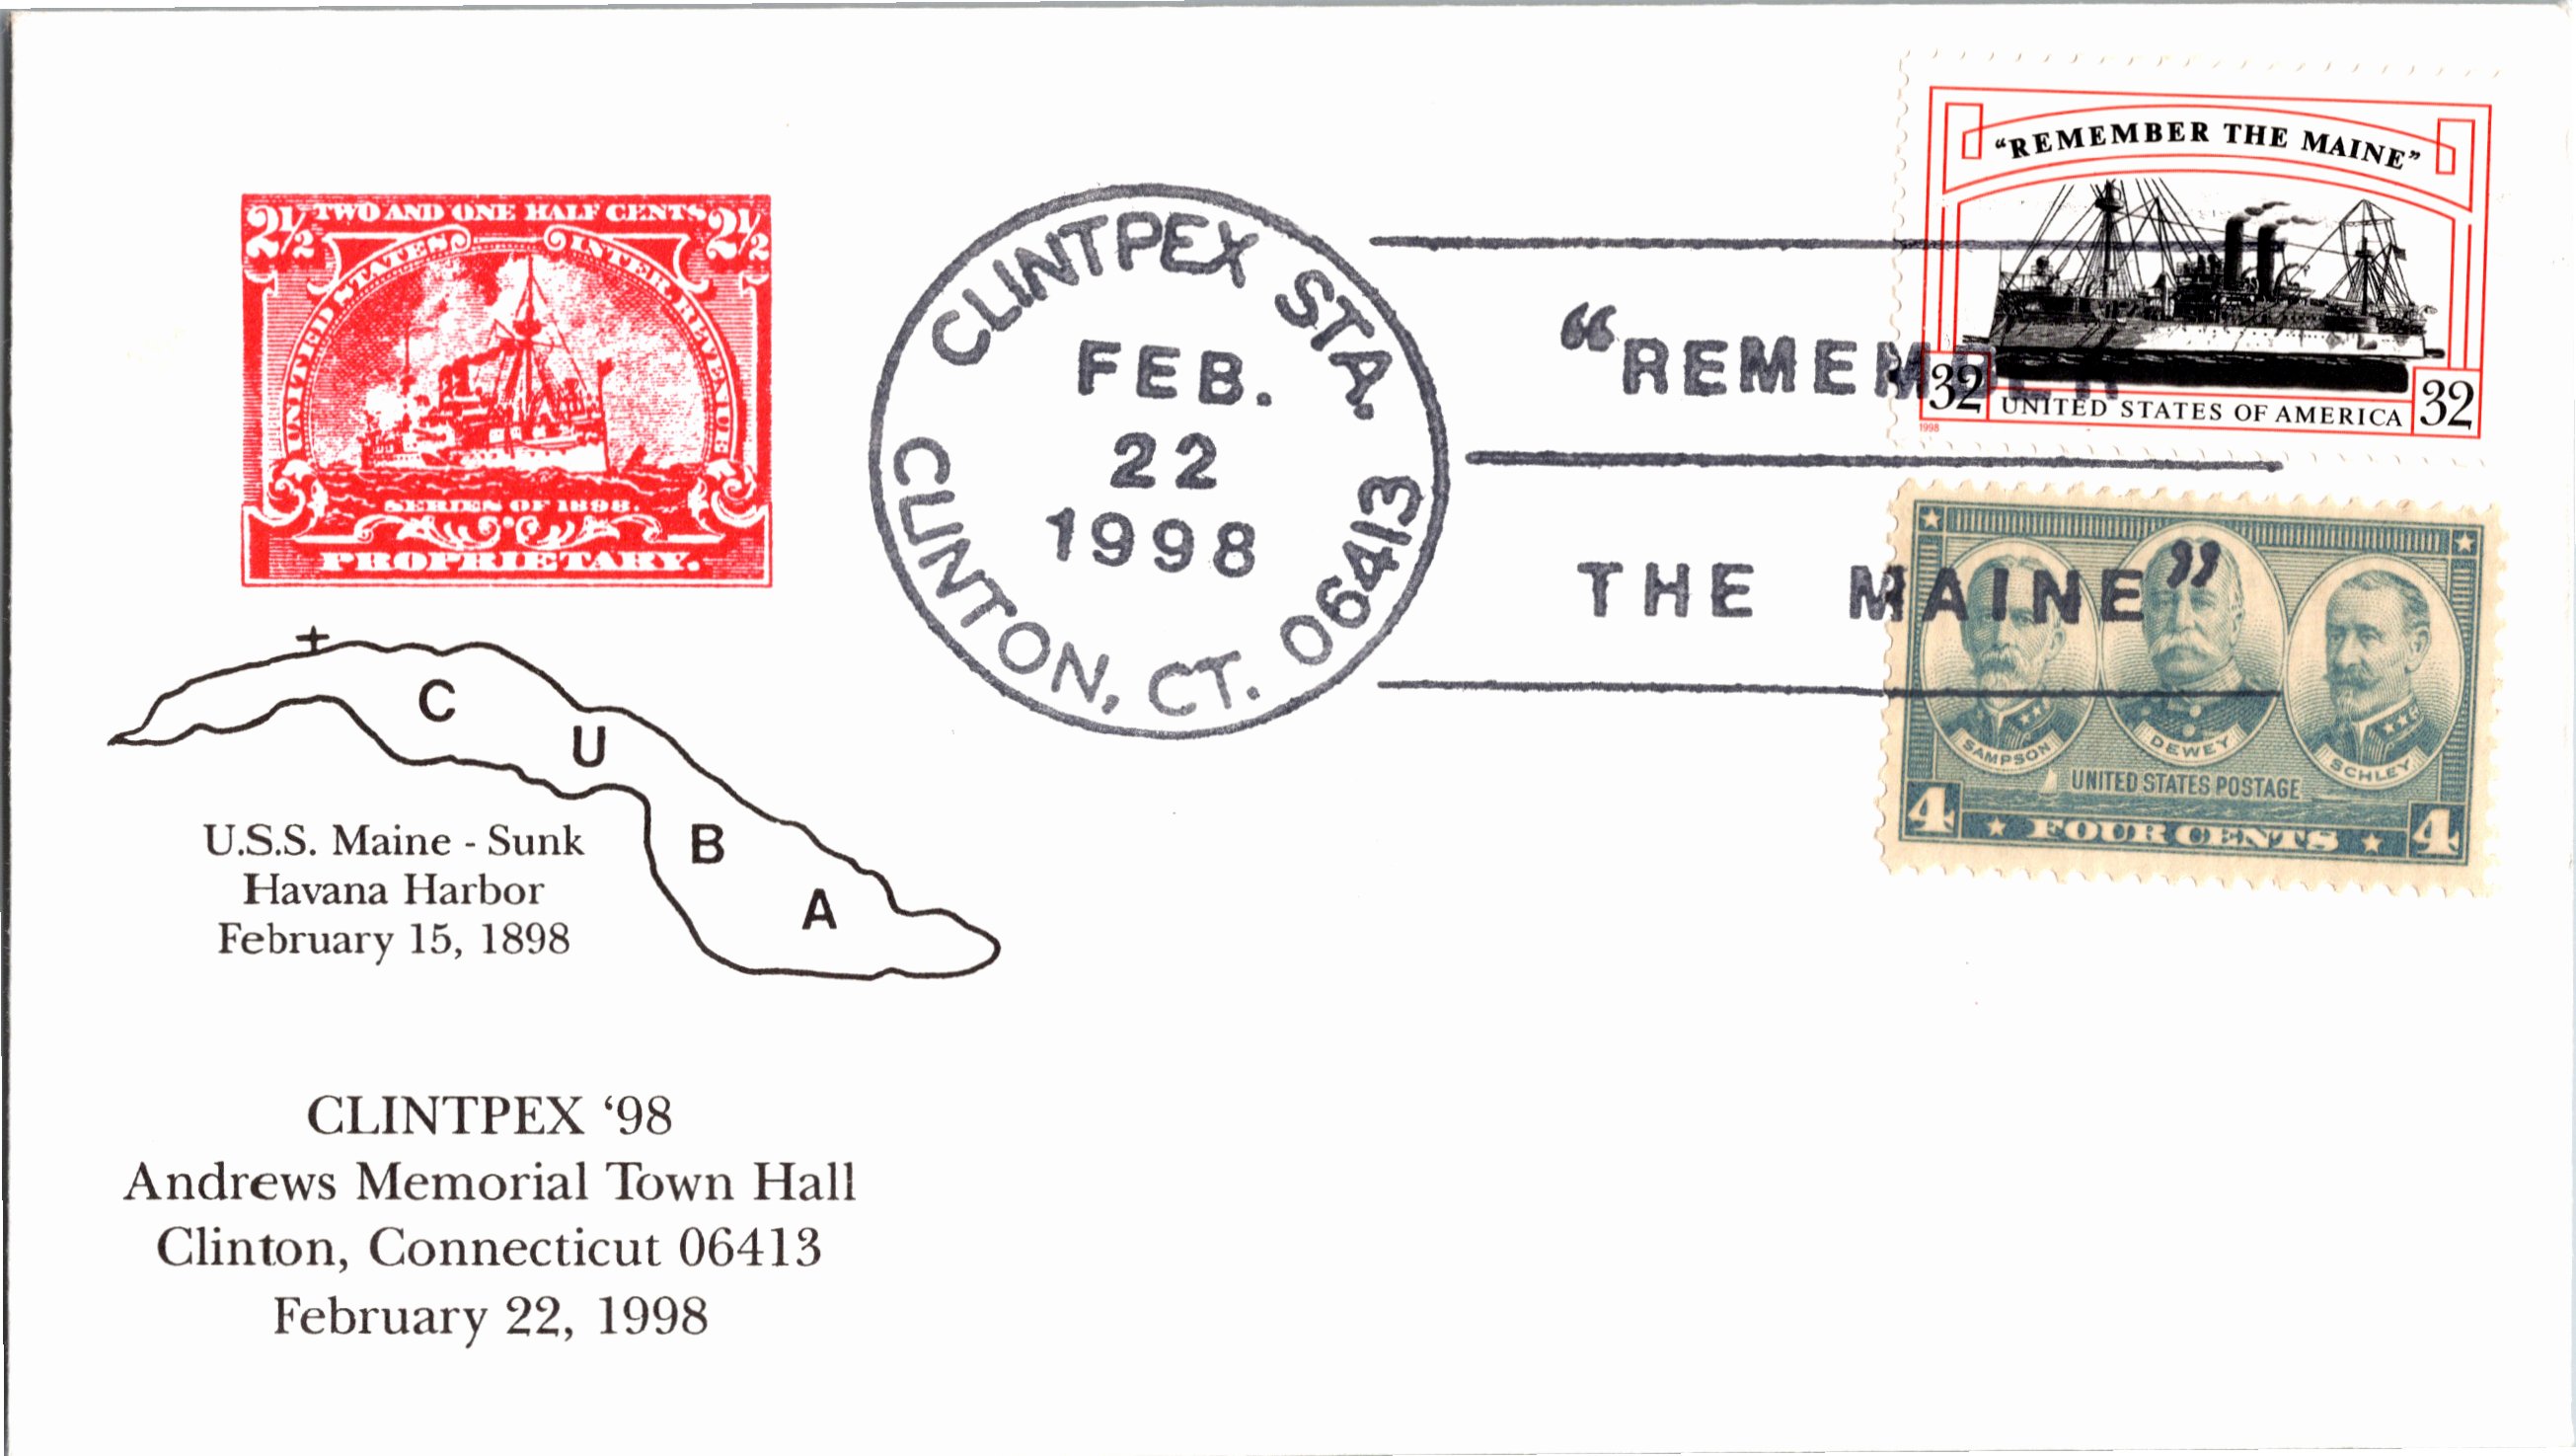 2½ TWO AND ONE HALF CENTS 2½
UNITED STATES INTER. REVENUE
SERIES OF 1898.
PROPRIETARY.
C
U
B
A
U.S.S. Maine - Sunk
Havana Harbor
February 15, 1898
CLINTPEX ‘98
Andrews Memorial Town Hall
Clinton, Connecticut 06413
February 22, 1998
CLINTPEX STA.
FEB.
22
1998
CLINTON, CT. 06413
“REMEMBER
THE MAINE”
“REMEMBER THE MAINE”
32 UNITED STATES OF AMERICA 32
1998
SAMPSON DEWEY SCHLEY
UNITED STATES POSTAGE
4 FOUR CENTS 4